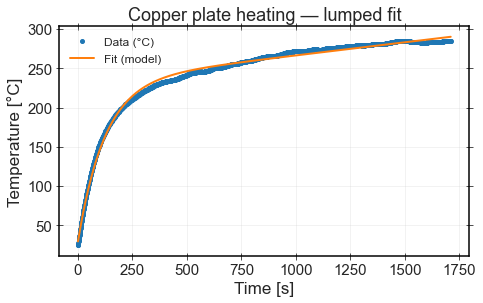 Copper plate heating — lumped fit
Temperature [°C]
300
250
200
150
100
50
Data (°C)
Fit (model)
0
250
500
750
1000
1250
1500
1750
Time [s]